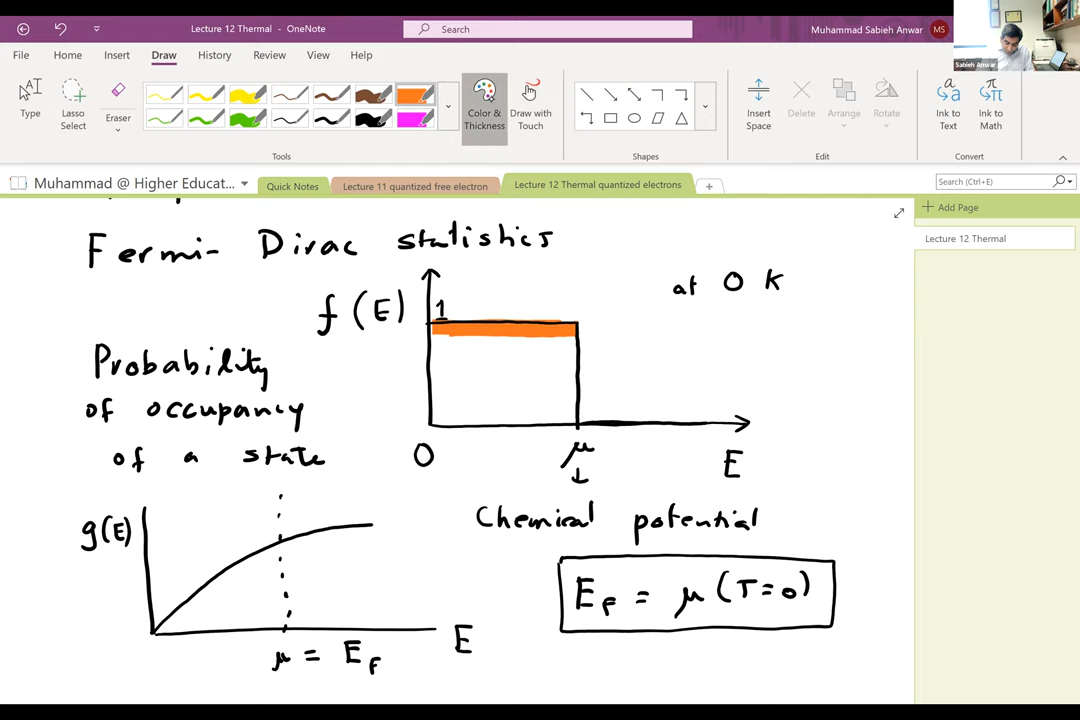 Lecture 12 Thermal - OneNote
Search
Muhammad Sabieh Anwar
MS
Sabieh Anwar
File
Home
Insert
Draw
History
Review
View
Help
Type
Lasso Select
Eraser
Color & Thickness
Draw with Touch
Insert Space
Delete
Arrange
Rotate
Ink to Text
Ink to Math
Tools
Shapes
Edit
Convert
Muhammad @ Higher Educat...
Quick Notes
Lecture 11 quantized free electron
Lecture 12 Thermal quantized electrons
Search (Ctrl+E)
Add Page
Lecture 12 Thermal
Fermi- Dirac statistics
at 0 K
f(E)
1
Probability
of occupancy
of a state
0
μ
E
Chemical potential
g(E)
E_F = μ(T=0)
E
μ = E_F